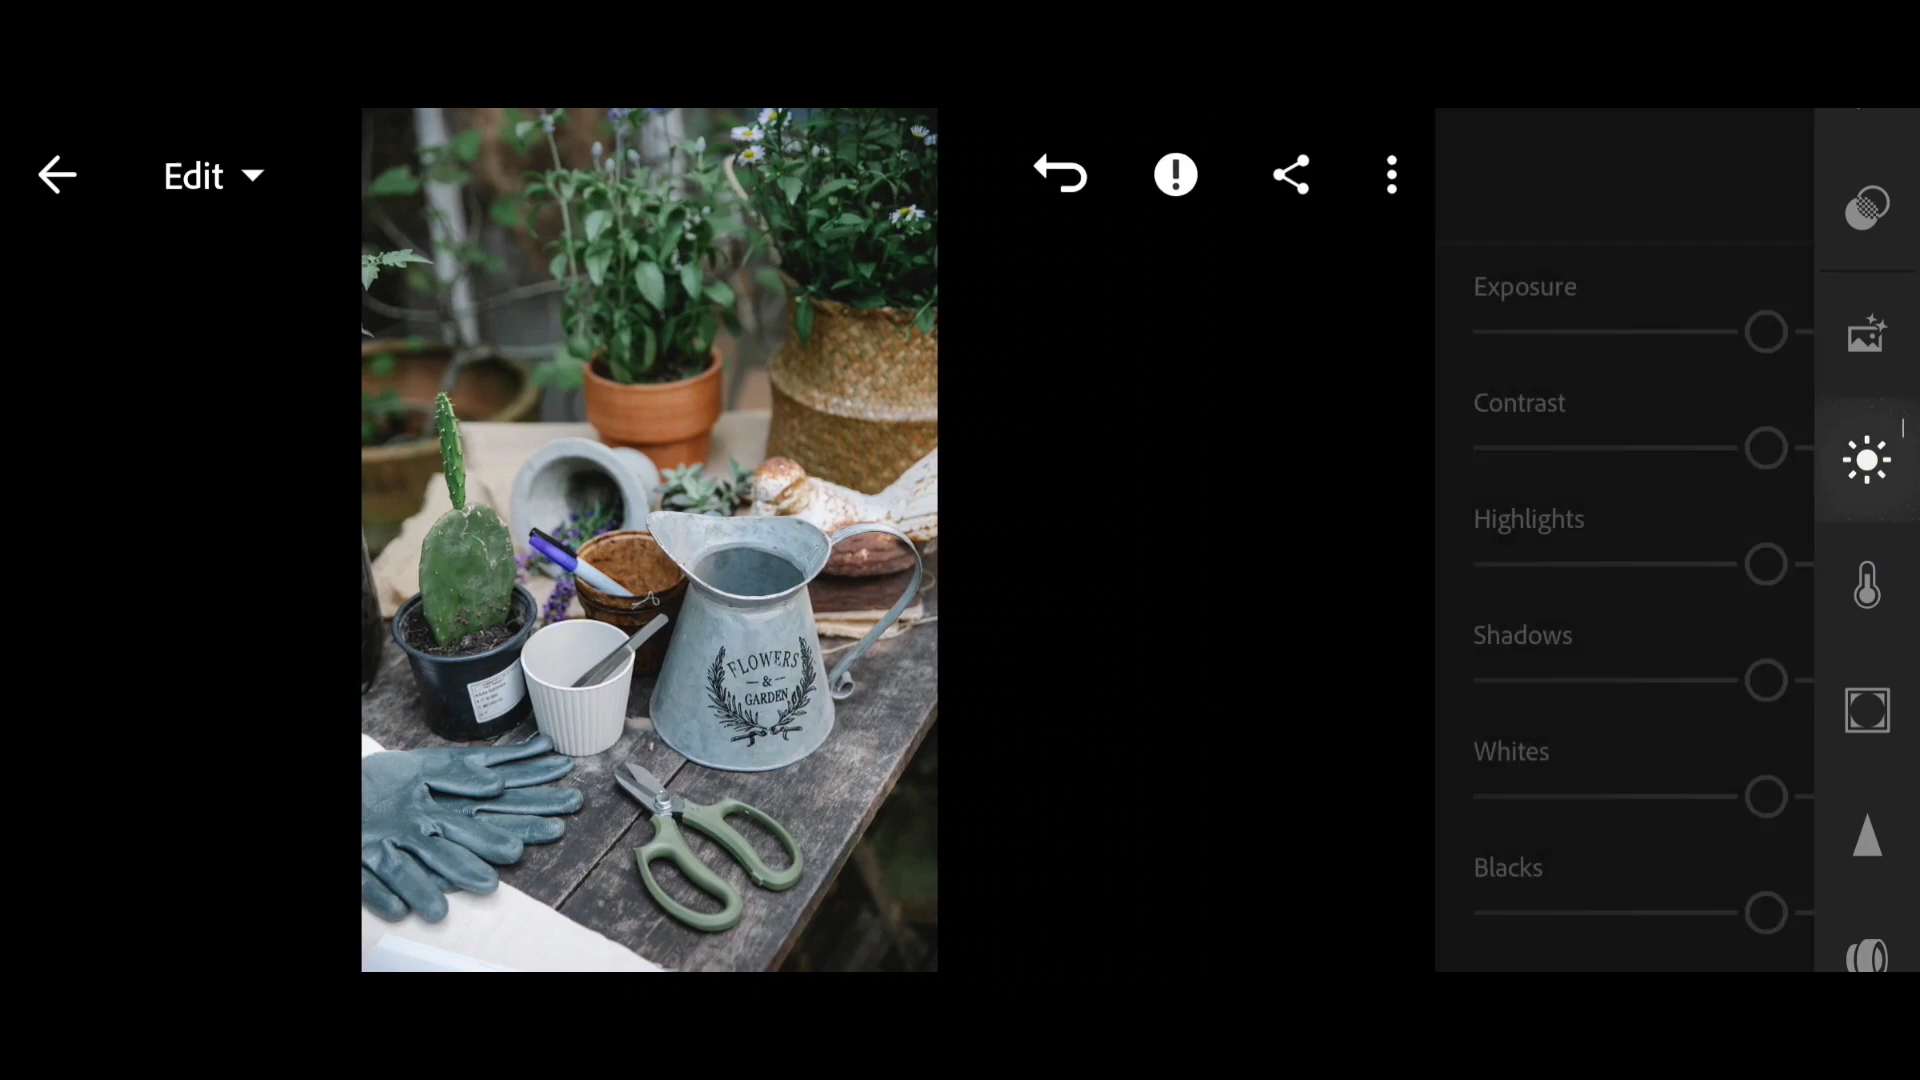 Edit
Exposure
Contrast
Highlights
Shadows
Whites
Blacks
FLOWERS
&
GARDEN